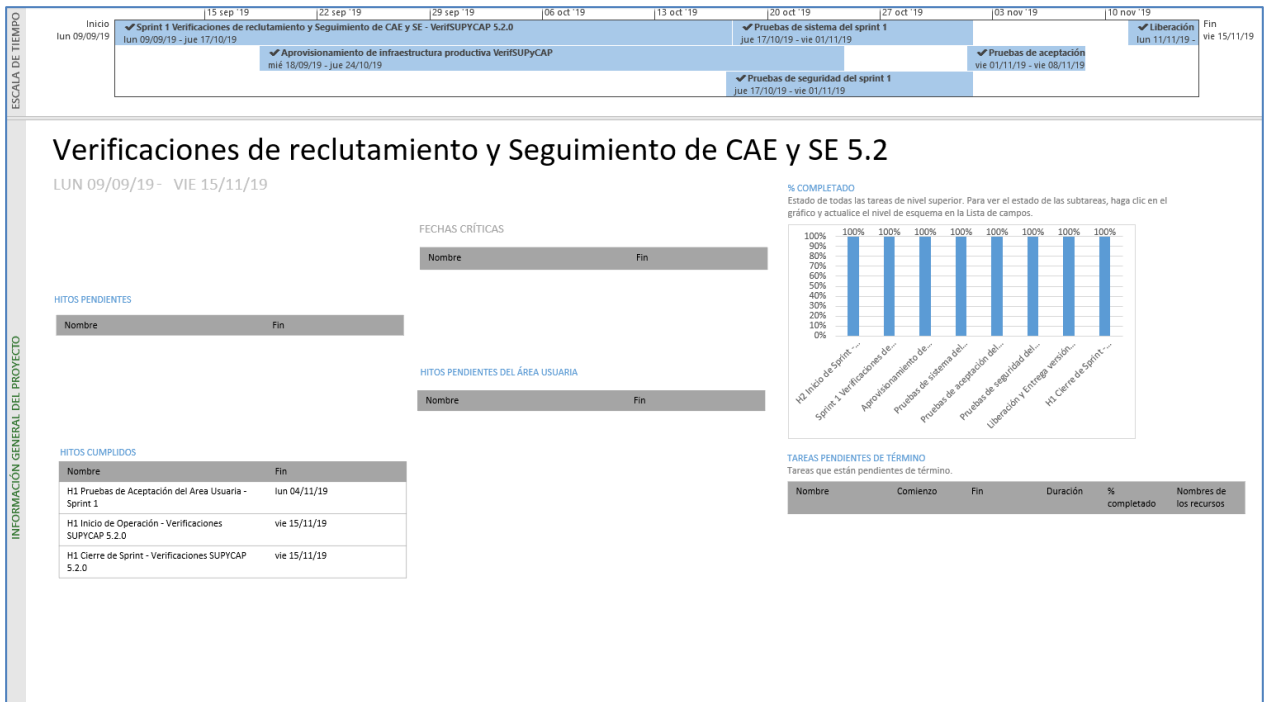 ESCALA DE TIEMPO
15 sep '19 22 sep '19 29 sep '19 06 oct '19 13 oct '19 20 oct '19 27 oct '19 03 nov '19 10 nov '19
Inicio
lun 09/09/19
✔Sprint 1 Verificaciones de reclutamiento y Seguimiento de CAE y SE - VerifSUPYCAP 5.2.0
lun 09/09/19 - jue 17/10/19
✔Pruebas de sistema del sprint 1
jue 17/10/19 - vie 01/11/19
✔Liberación
lun 11/11/19 -
Fin
vie 15/11/19
✔Aprovisionamiento de infraestructura productiva VerifSUPyCAP
mié 18/09/19 - jue 24/10/19
✔Pruebas de aceptación
vie 01/11/19 - vie 08/11/19
✔Pruebas de seguridad del sprint 1
jue 17/10/19 - vie 01/11/19
INFORMACIÓN GENERAL DEL PROYECTO
Verificaciones de reclutamiento y Seguimiento de CAE y SE 5.2
LUN 09/09/19 - VIE 15/11/19
FECHAS CRÍTICAS
Nombre Fin
HITOS PENDIENTES
Nombre Fin
HITOS PENDIENTES DEL ÁREA USUARIA
Nombre Fin
HITOS CUMPLIDOS
Nombre Fin
H1 Pruebas de Aceptación del Area Usuaria - lun 04/11/19
Sprint 1
H1 Inicio de Operación - Verificaciones vie 15/11/19
SUPYCAP 5.2.0
H1 Cierre de Sprint - Verificaciones SUPYCAP vie 15/11/19
5.2.0
% COMPLETADO
Estado de todas las tareas de nivel superior. Para ver el estado de las subtareas, haga clic en el
gráfico y actualice el nivel de esquema en la Lista de campos.
100% 100% 100% 100% 100% 100% 100% 100%
100%
90%
80%
70%
60%
50%
40%
30%
20%
10%
0%
H2 Inicio de Sprint -...
Sprint 1 Verificaciones de...
Aprovisionamiento de...
Pruebas de sistema del...
Pruebas de aceptación del...
Pruebas de seguridad del...
Liberación y Entrega versión...
H1 Cierre de Sprint -...
TAREAS PENDIENTES DE TÉRMINO
Tareas que están pendientes de término.
Nombre Comienzo Fin Duración % Nombres de
completado los recursos